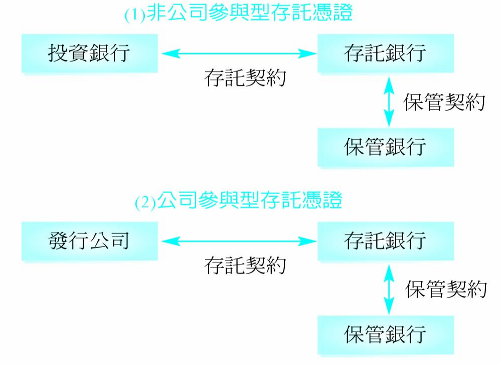 (1)非公司參與型存託憑證
投資銀行
存託銀行
存託契約
保管契約
保管銀行
(2)公司參與型存託憑證
發行公司
存託銀行
存託契約
保管契約
保管銀行